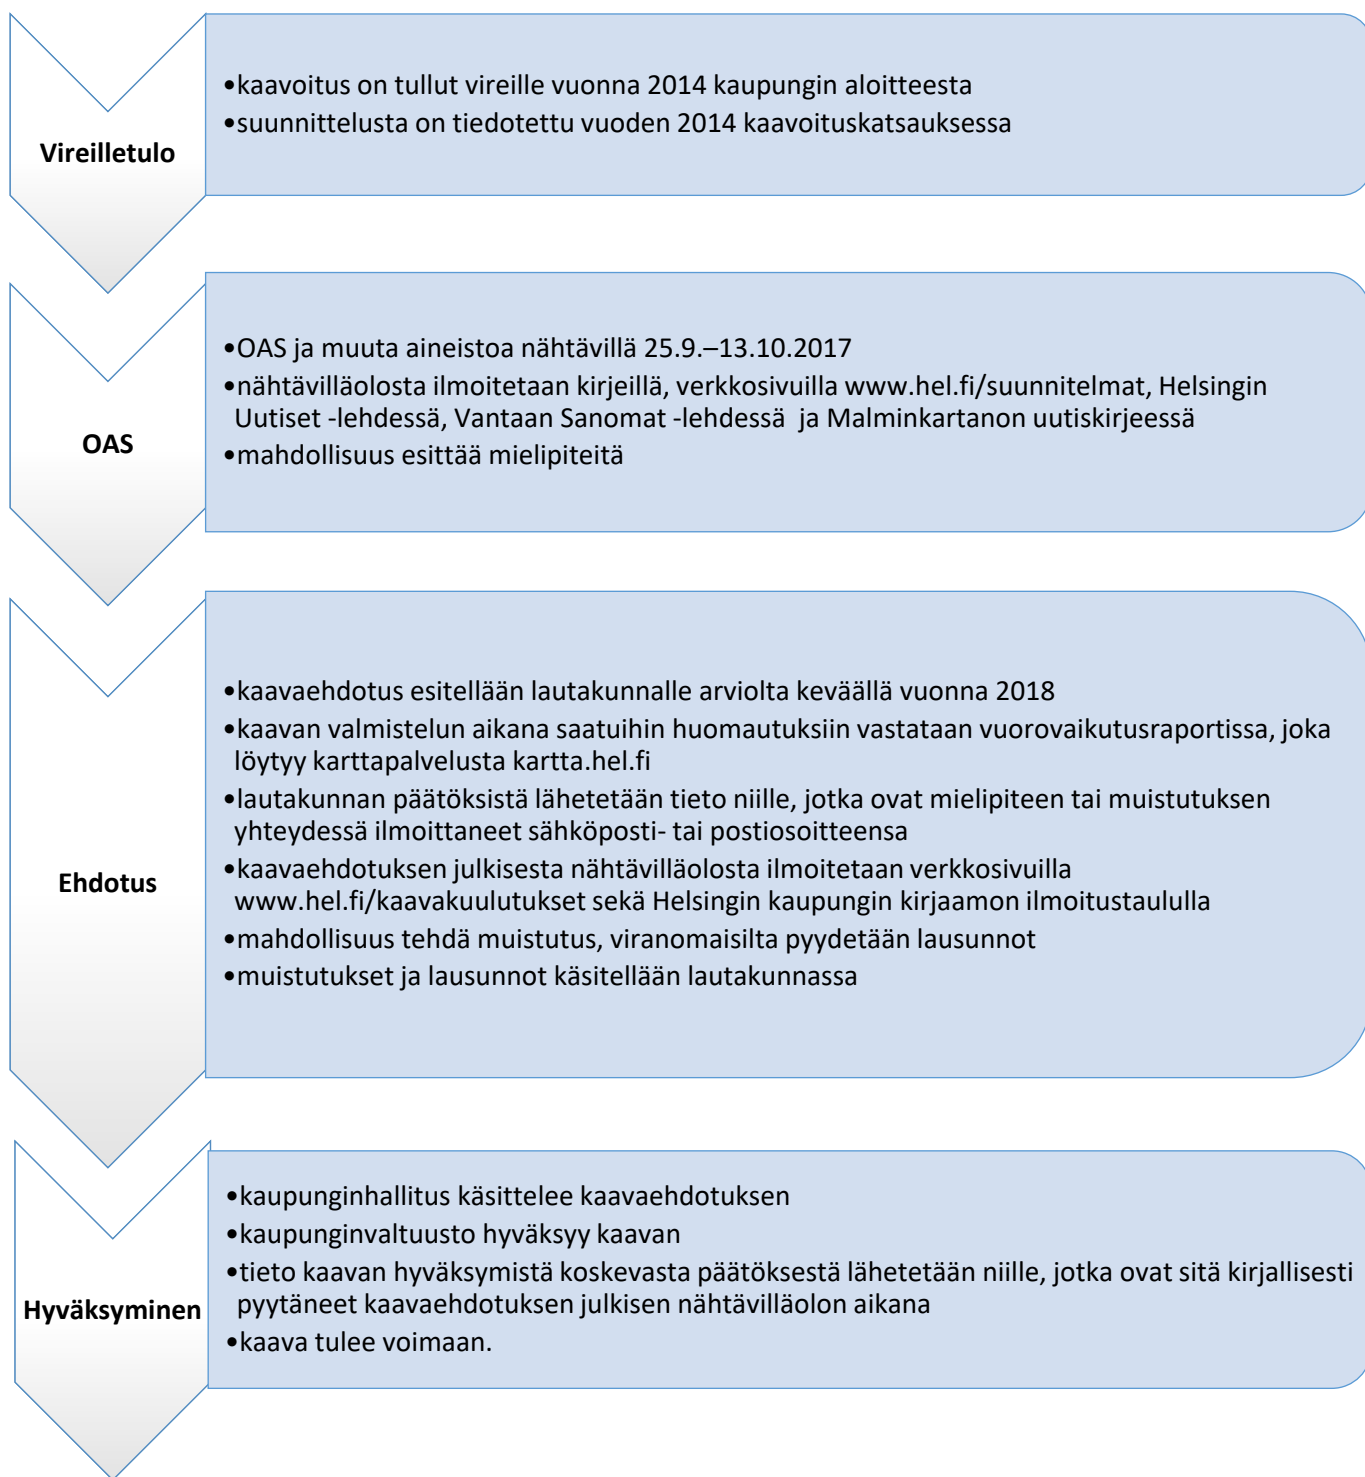 Vireilletulo
•kaavoitus on tullut vireille vuonna 2014 kaupungin aloitteesta
•suunnittelusta on tiedotettu vuoden 2014 kaavoituskatsauksessa
OAS
•OAS ja muuta aineistoa nähtävillä 25.9.–13.10.2017
•nähtävilläolosta ilmoitetaan kirjeillä, verkkosivuilla www.hel.fi/suunnitelmat, Helsingin
Uutiset -lehdessä, Vantaan Sanomat -lehdessä ja Malminkartanon uutiskirjeessä
•mahdollisuus esittää mielipiteitä
Ehdotus
•kaavaehdotus esitellään lautakunnalle arviolta keväällä vuonna 2018
•kaavan valmistelun aikana saatuihin huomautuksiin vastataan vuorovaikutusraportissa, joka
löytyy karttapalvelusta kartta.hel.fi
•lautakunnan päätöksistä lähetetään tieto niille, jotka ovat mielipiteen tai muistutuksen
yhteydessä ilmoittaneet sähköposti- tai postiosoitteensa
•kaavaehdotuksen julkisesta nähtävilläolosta ilmoitetaan verkkosivuilla
www.hel.fi/kaavakuulutukset sekä Helsingin kaupungin kirjaamon ilmoitustaululla
•mahdollisuus tehdä muistutus, viranomaisilta pyydetään lausunnot
•muistutukset ja lausunnot käsitellään lautakunnassa
Hyväksyminen
•kaupunginhallitus käsittelee kaavaehdotuksen
•kaupunginvaltuusto hyväksyy kaavan
•tieto kaavan hyväksymistä koskevasta päätöksestä lähetetään niille, jotka ovat sitä kirjallisesti
pyytäneet kaavaehdotuksen julkisen nähtävilläolon aikana
•kaava tulee voimaan.